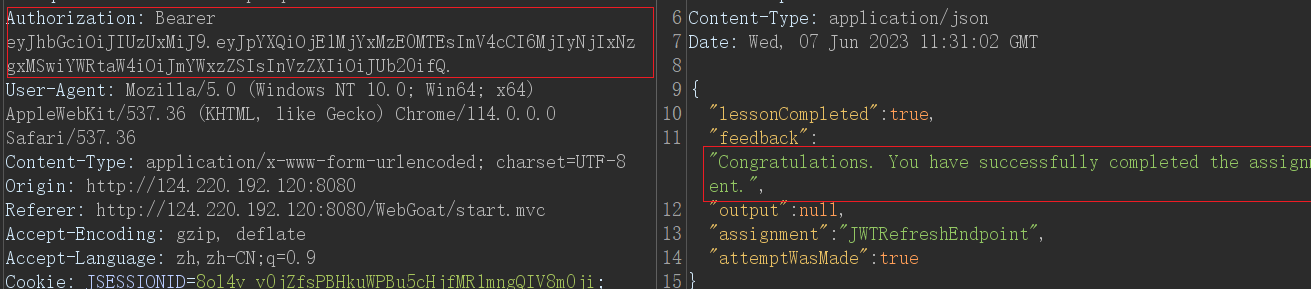 Authorization: Bearer
eyJhbGciOiJIUzUxMiJ9.eyJpYXQiOjE1MjYxMzE0MTEsImV4cCI6MjIyNjIxNz
gxMSwiYWRtaW4iOiJmYWxzZSIsInVzZXIiOiJUb20ifQ.
User-Agent: Mozilla/5.0 (Windows NT 10.0; Win64; x64)
AppleWebKit/537.36 (KHTML, like Gecko) Chrome/114.0.0.0
Safari/537.36
Content-Type: application/x-www-form-urlencoded; charset=UTF-8
Origin: http://124.220.192.120:8080
Referer: http://124.220.192.120:8080/WebGoat/start.mvc
Accept-Encoding: gzip, deflate
Accept-Language: zh,zh-CN;q=0.9
Cookie: JSESSIONID=8ol4v_v0jZfsPBHkuWPBu5cHjfMRlmngQIV8m0ji;
6 Content-Type: application/json
7 Date: Wed, 07 Jun 2023 11:31:02 GMT
8
9 {
10 "lessonCompleted":true,
11 "feedback":
"Congratulations. You have successfully completed the assignm
ent.",
12 "output":null,
13 "assignment":"JWTRefreshEndpoint",
14 "attemptWasMade":true
15 }